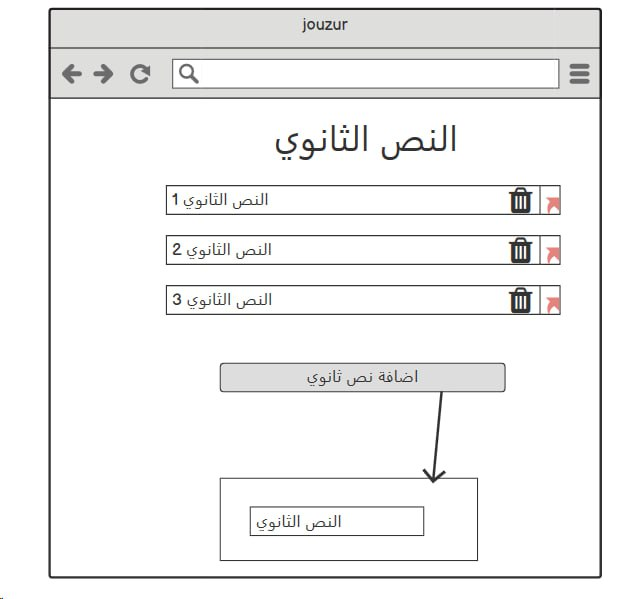 jouzur
النص الثانوي
النص الثانوي 1
النص الثانوي 2
النص الثانوي 3
اضافة نص ثانوي
النص الثانوي